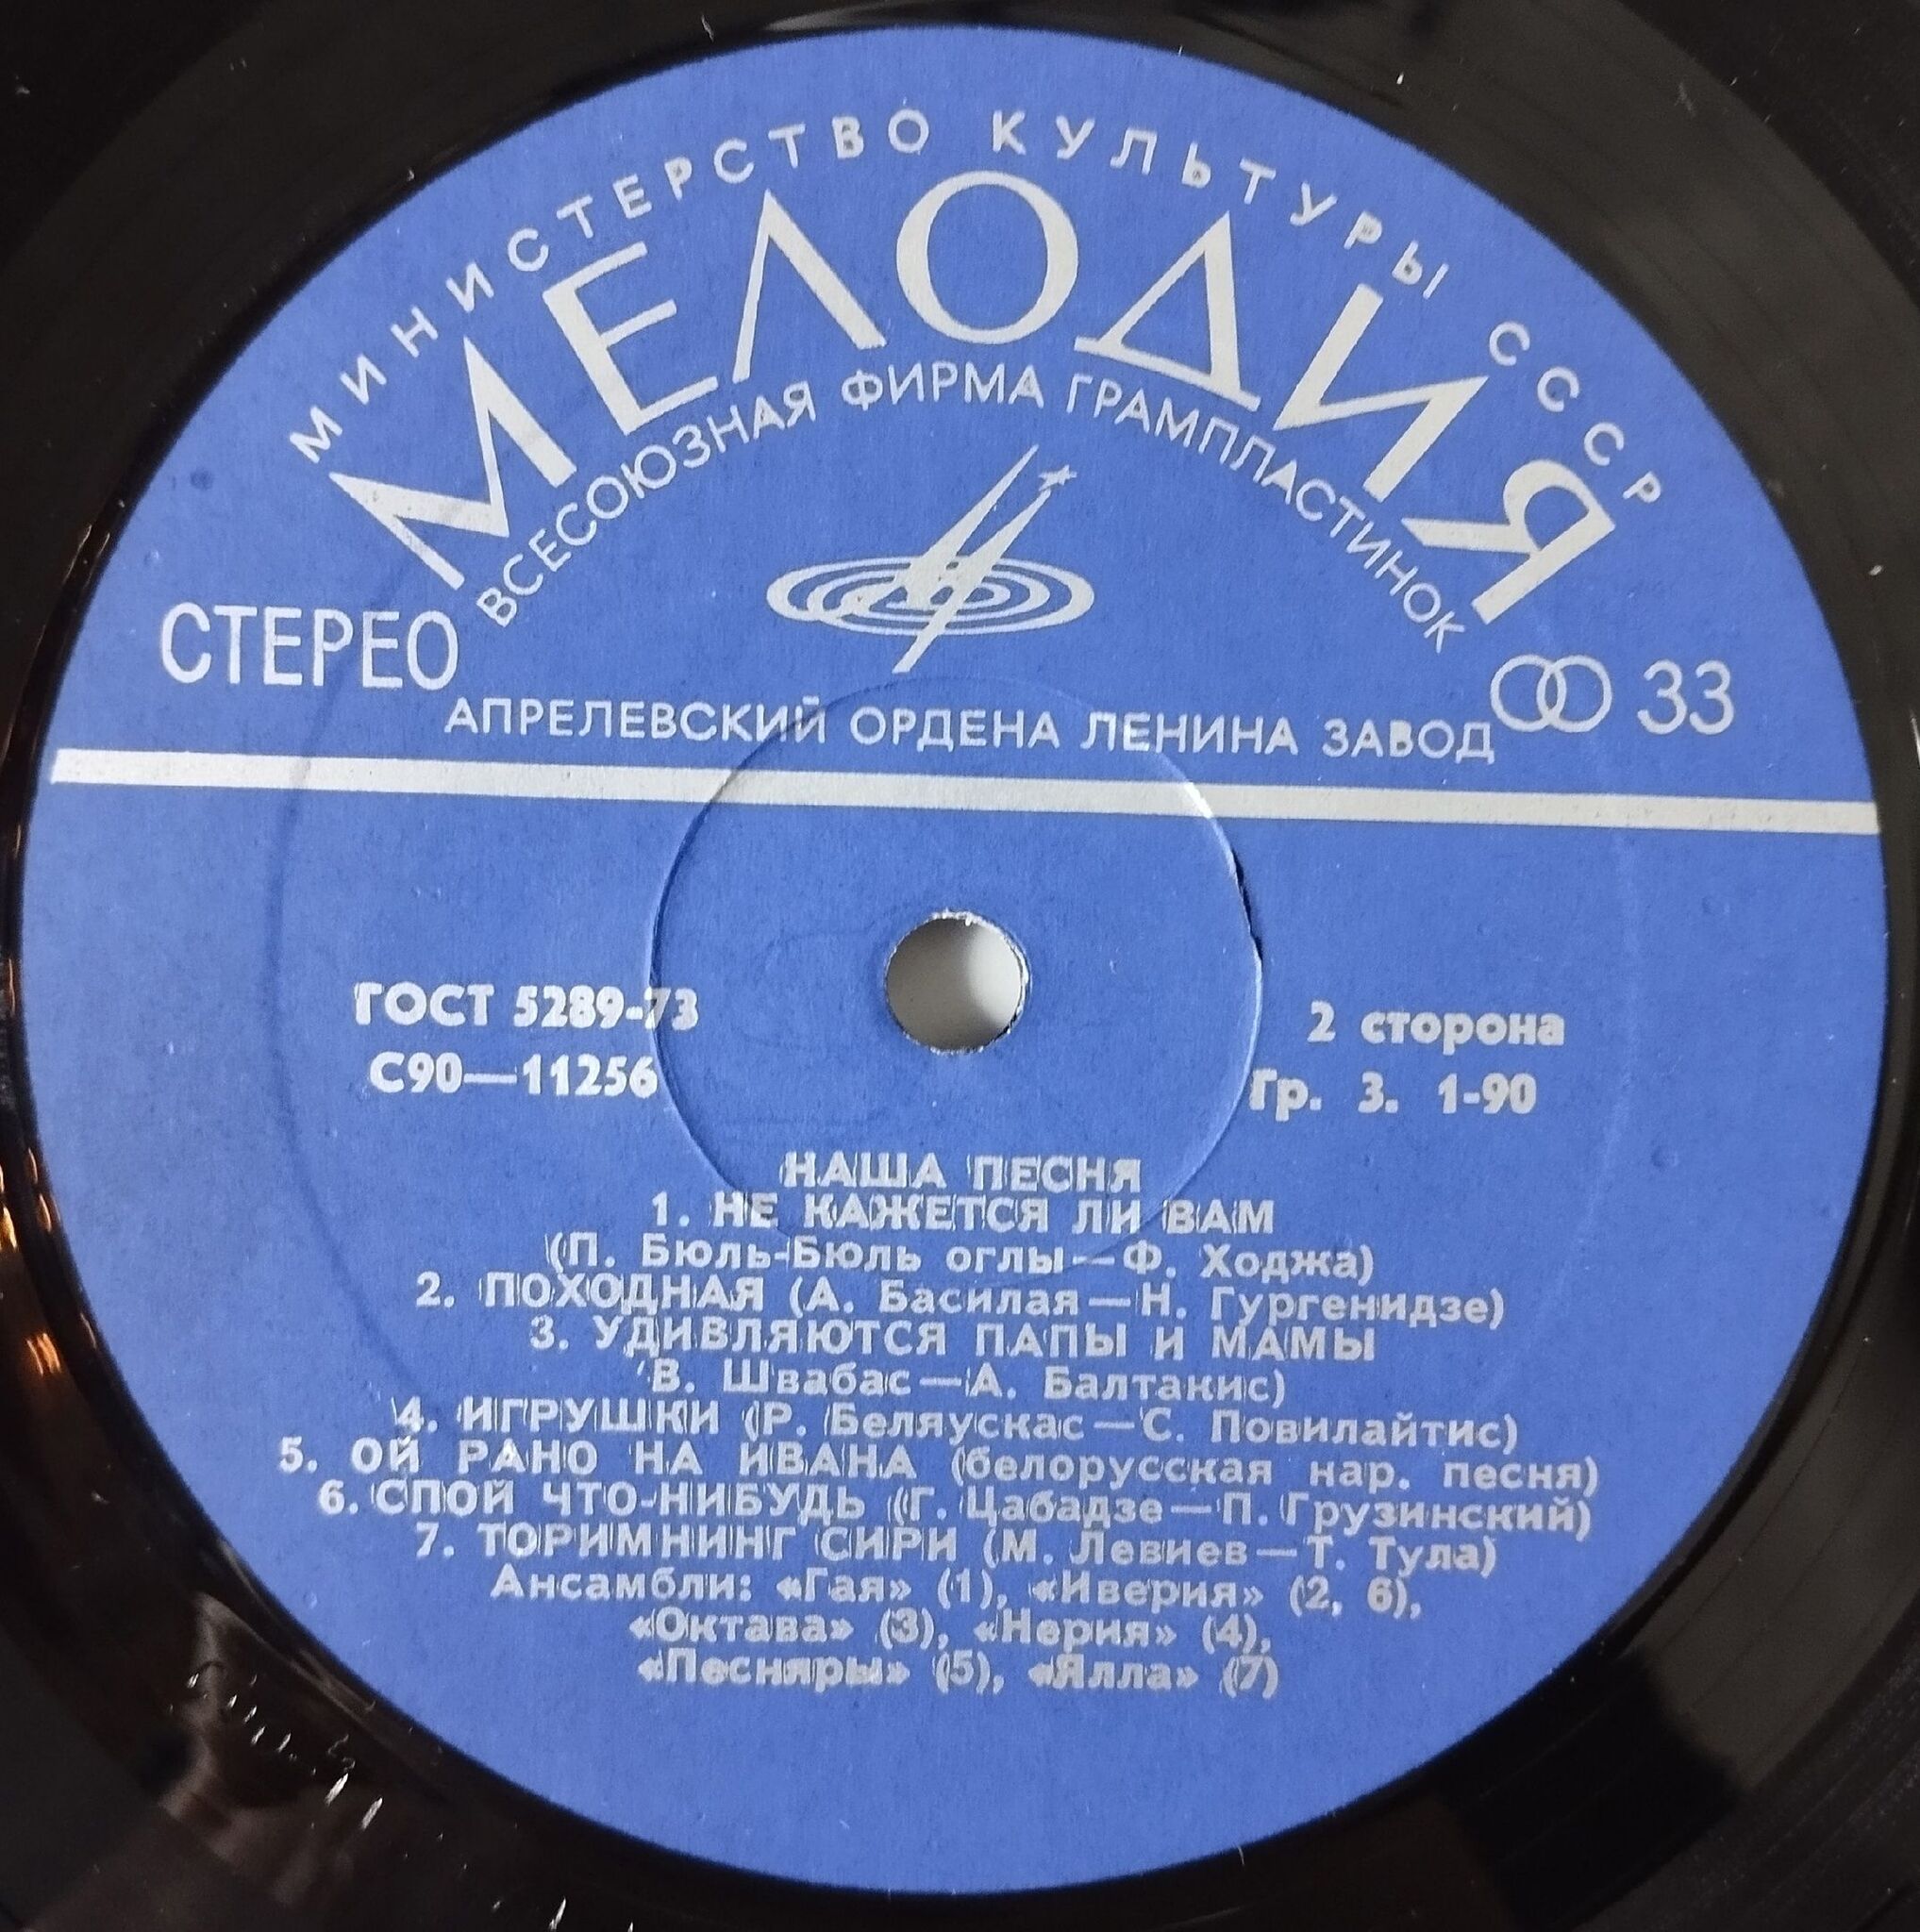 МИНИСТЕРСТВО КУЛЬТУРЫ СССР
МЕЛОДИЯ
ВСЕСОЮЗНАЯ ФИРМА ГРАМПЛАСТИНОК
СТЕРЕО
33
АПРЕЛЕВСКИЙ ОРДЕНА ЛЕНИНА ЗАВОД
ГОСТ 5289-73
2 сторона
С90—11256
Гр. 3. 1-90
НАША ПЕСНЯ
1. НЕ КАЖЕТСЯ ЛИ ВАМ
(П. Бюль-Бюль оглы—Ф. Ходжа)
2. ПОХОДНАЯ (А. Басилая—Н. Гургенидзе)
3. УДИВЛЯЮТСЯ ПАПЫ И МАМЫ
(В. Швабас—А. Балтакис)
4. ИГРУШКИ (Р. Беляускас—С. Повилайтис)
5. ОЙ РАНО НА ИВАНА (белорусская нар. песня)
6. СПОЙ ЧТО-НИБУДЬ (Г. Цабадзе—П. Грузинский)
7. ТОРИМНИНГ СИРИ (М. Левиев—Т. Тула)
Ансамбли: «Гая» (1), «Иверия» (2, 6),
«Октава» (3), «Нерия» (4),
«Песняры» (5), «Ялла» (7)